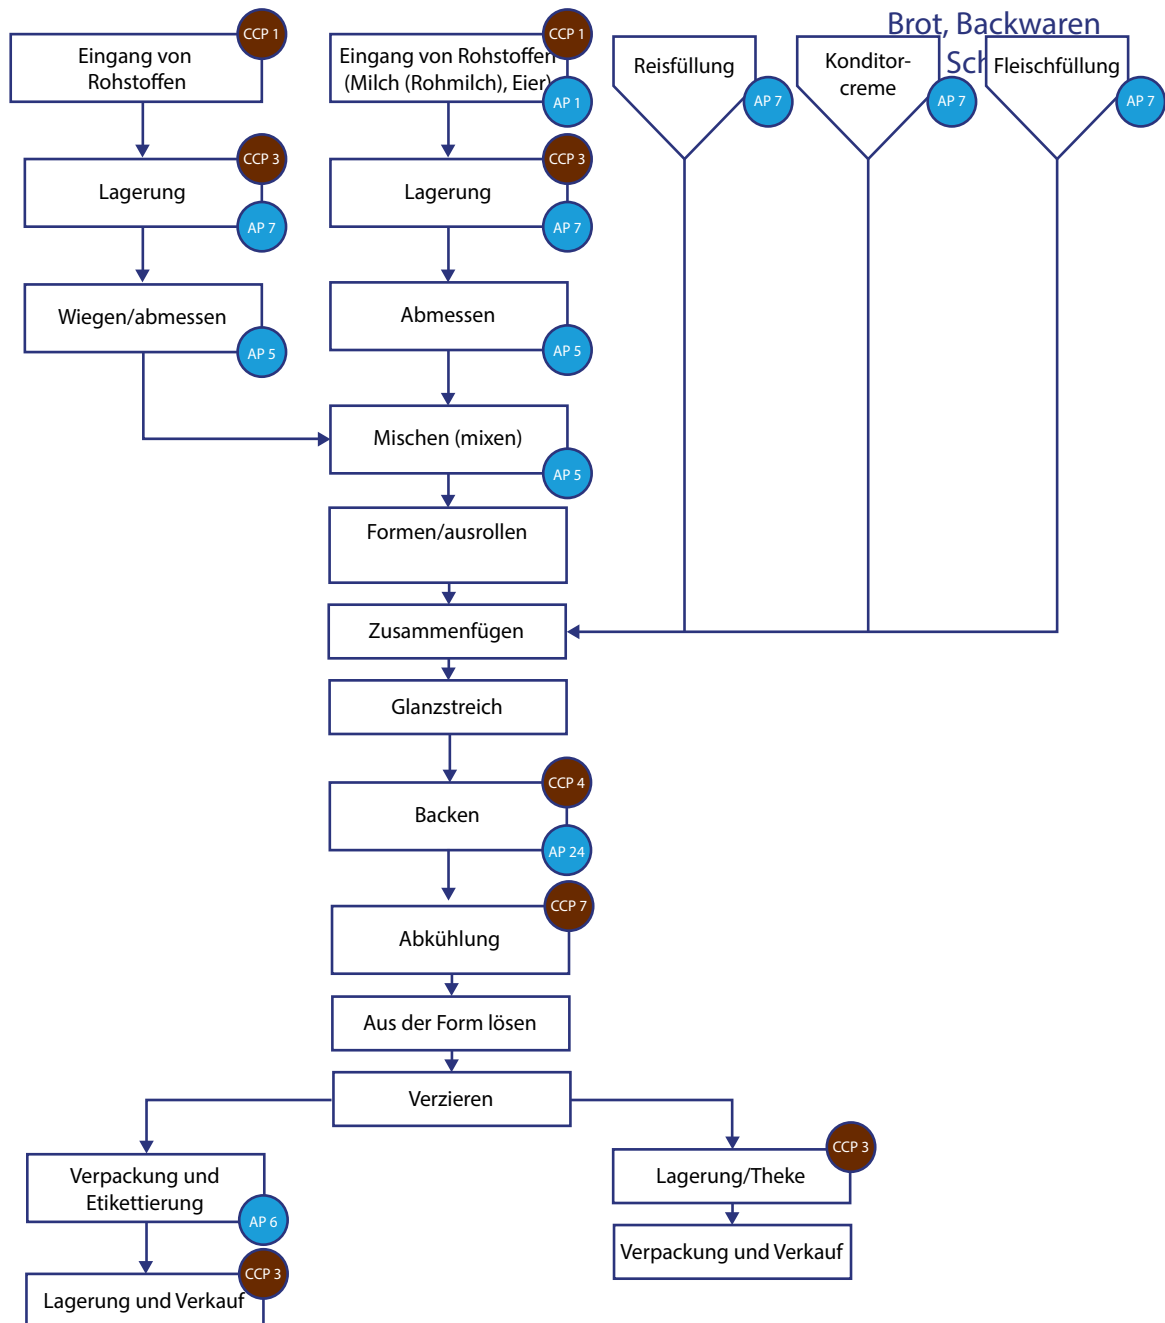 Brot, Backwaren
Sch
CCP 1
Eingang von
Rohstoffen
CCP 1
Eingang von Rohstoffen
(Milch (Rohmilch), Eier)
AP 1
Reisfüllung
AP 7
Konditor-
creme
AP 7
Fleischfüllung
AP 7
CCP 3
Lagerung
AP 7
CCP 3
Lagerung
AP 7
Wiegen/abmessen
AP 5
Abmessen
AP 5
Mischen (mixen)
AP 5
Formen/ausrollen
Zusammenfügen
Glanzstreich
CCP 4
Backen
AP 24
CCP 7
Abkühlung
Aus der Form lösen
Verzieren
Verpackung und
Etikettierung
AP 6
CCP 3
Lagerung und Verkauf
CCP 3
Lagerung/Theke
Verpackung und Verkauf